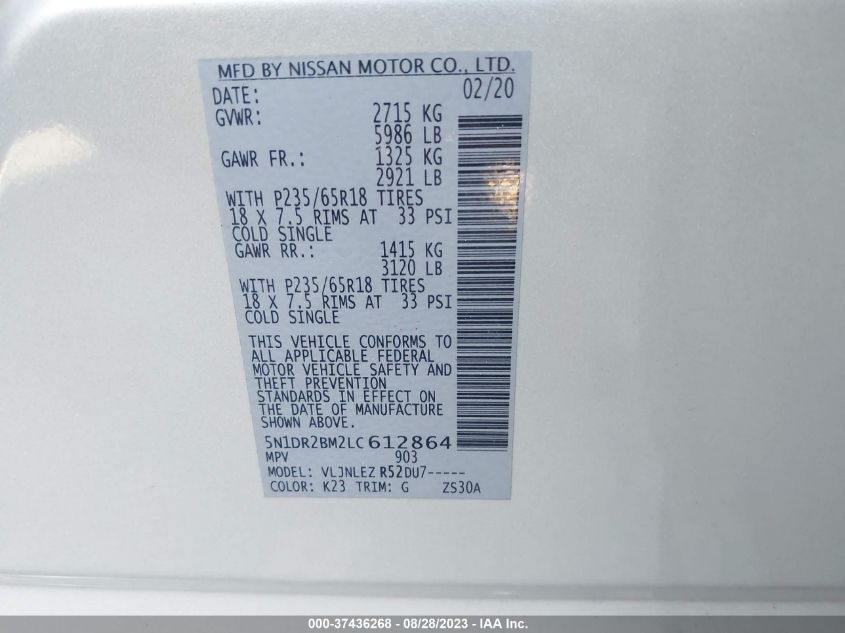 MFD BY NISSAN MOTOR CO., LTD.
DATE: 02/20
GVWR: 2715 KG
5986 LB
GAWR FR.: 1325 KG
2921 LB
WITH P235/65R18 TIRES
18 X 7.5 RIMS AT 33 PSI
COLD SINGLE
GAWR RR.: 1415 KG
3120 LB
WITH P235/65R18 TIRES
18 X 7.5 RIMS AT 33 PSI
COLD SINGLE
THIS VEHICLE CONFORMS TO
ALL APPLICABLE FEDERAL
MOTOR VEHICLE SAFETY AND
THEFT PREVENTION
STANDARDS IN EFFECT ON
THE DATE OF MANUFACTURE
SHOWN ABOVE.
5N1DR2BM2LC612864
MPV 903
MODEL: VLJNLEZ R52DU7-----
COLOR: K23 TRIM: G ZS30A
000-37436268 - 08/28/2023 - IAA Inc.